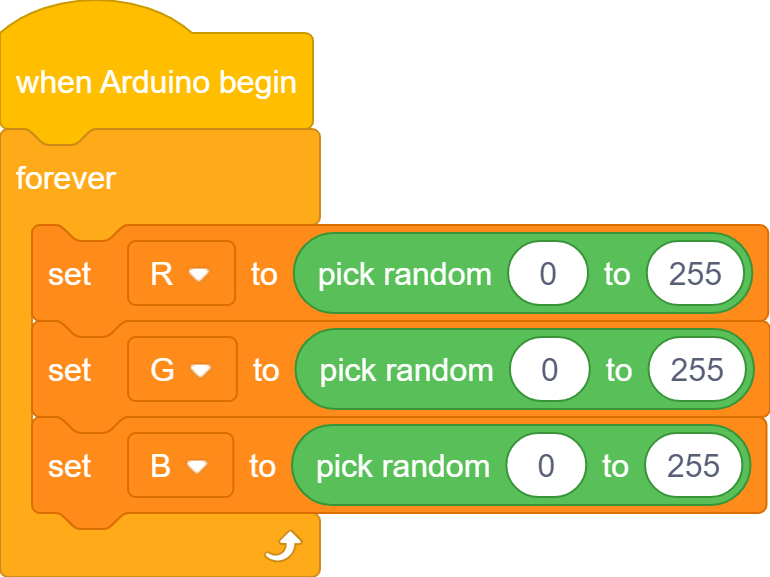 when Arduino begin
forever
set R to pick random 0 to 255
set G to pick random 0 to 255
set B to pick random 0 to 255